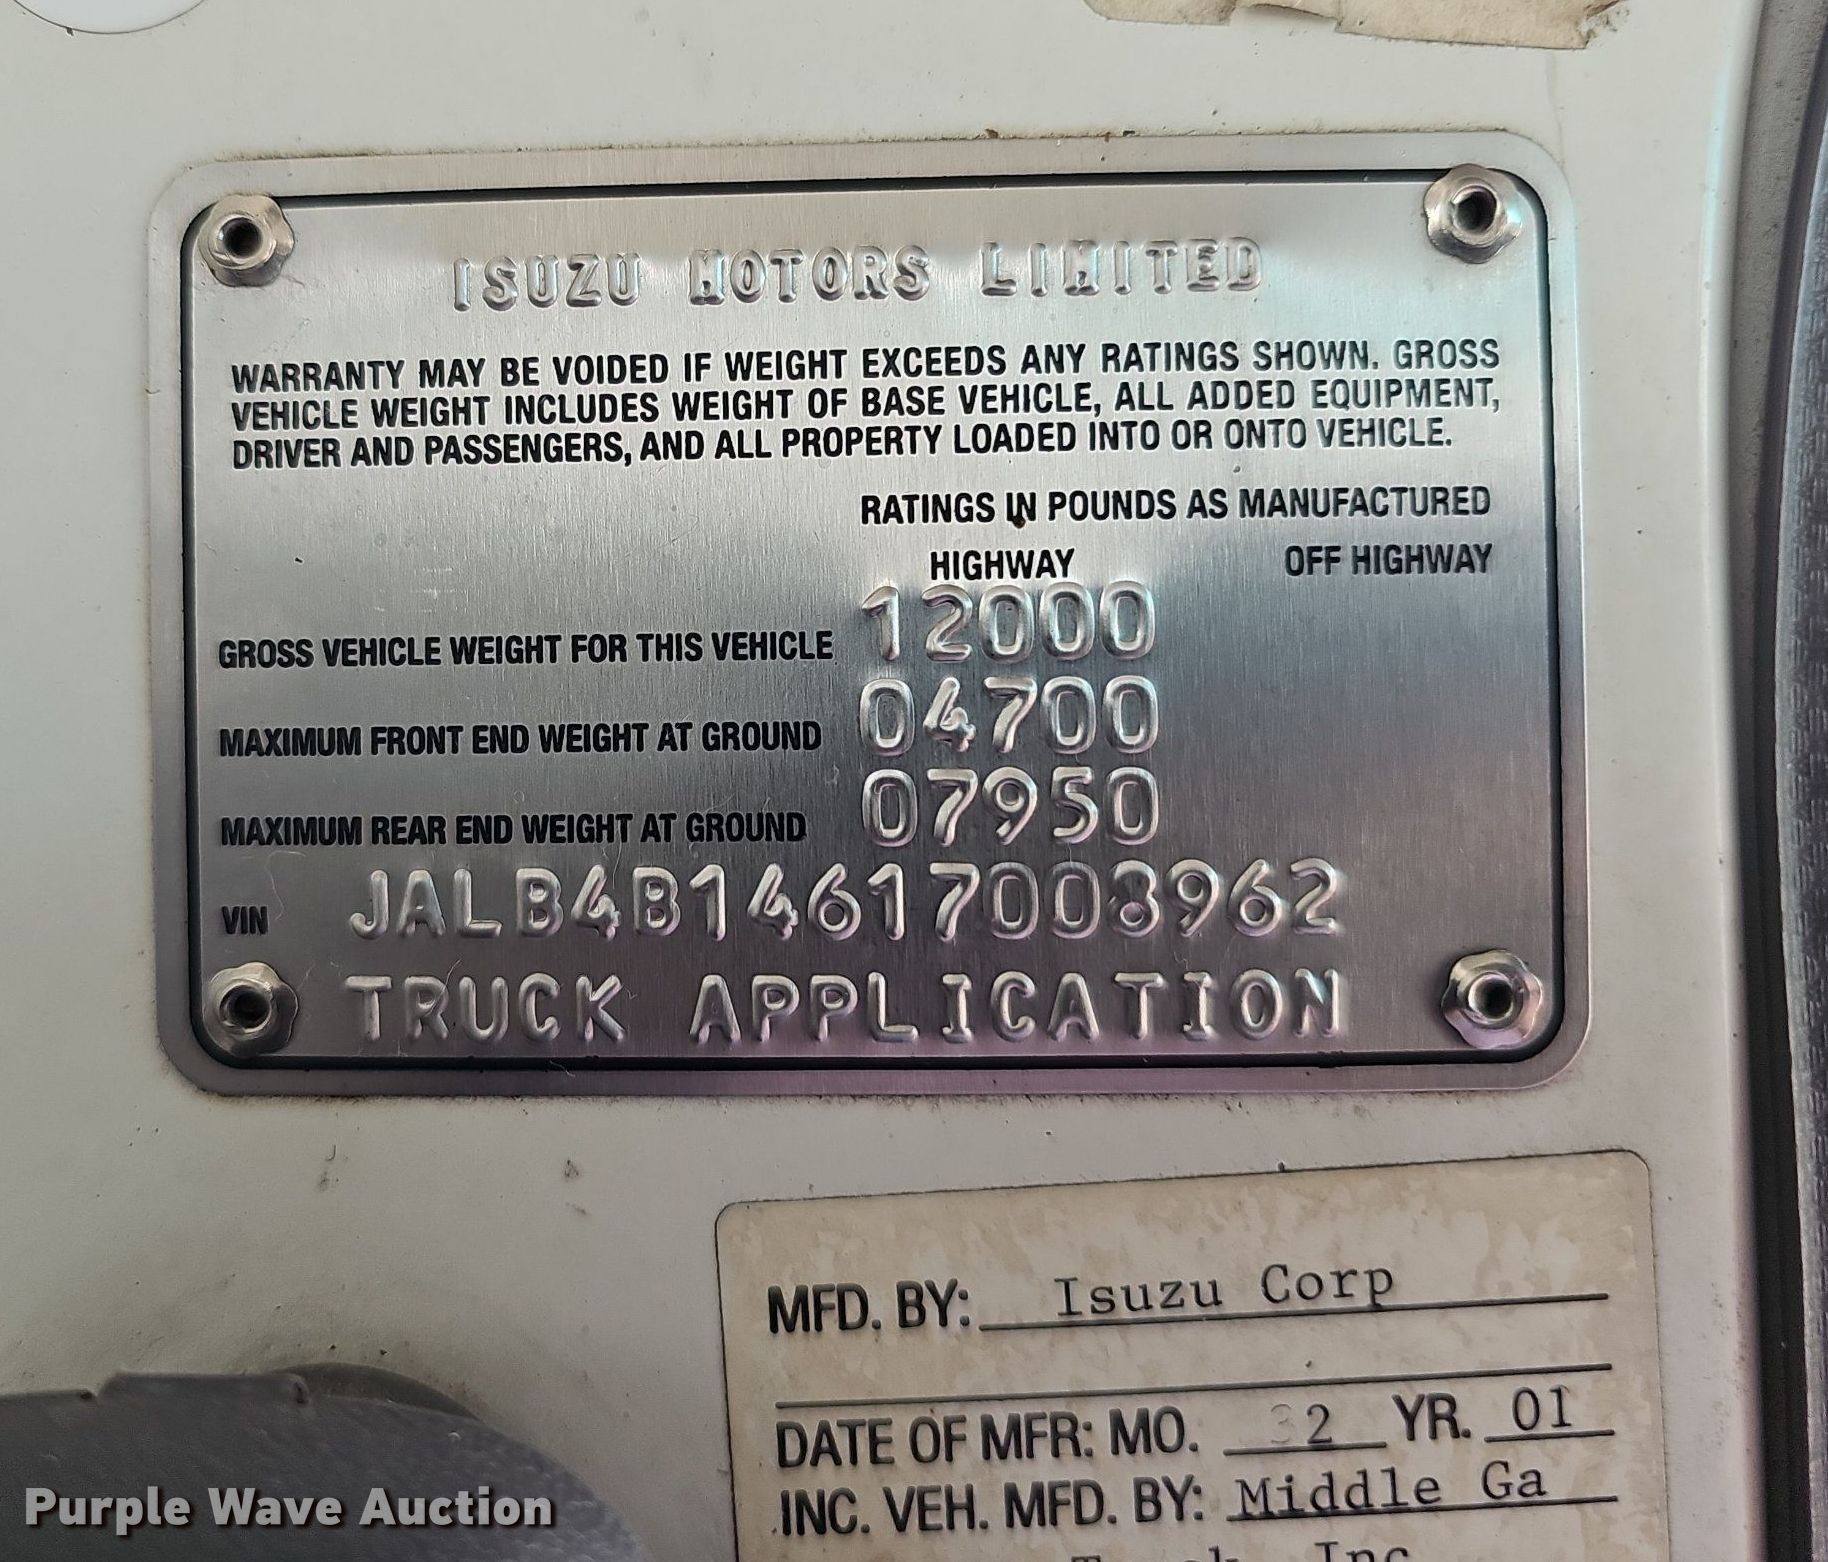 ISUZU MOTORS LIMITED
WARRANTY MAY BE VOIDED IF WEIGHT EXCEEDS ANY RATINGS SHOWN. GROSS
VEHICLE WEIGHT INCLUDES WEIGHT OF BASE VEHICLE, ALL ADDED EQUIPMENT,
DRIVER AND PASSENGERS, AND ALL PROPERTY LOADED INTO OR ONTO VEHICLE.
RATINGS IN POUNDS AS MANUFACTURED
HIGHWAY OFF HIGHWAY
GROSS VEHICLE WEIGHT FOR THIS VEHICLE 12000
MAXIMUM FRONT END WEIGHT AT GROUND 04700
MAXIMUM REAR END WEIGHT AT GROUND 07950
VIN JALB4B14617008962
TRUCK APPLICATION
MFD. BY: Isuzu Corp
DATE OF MFR: MO. 2 YR. 01
INC. VEH. MFD. BY: Middle Ga
Inc
Purple Wave Auction